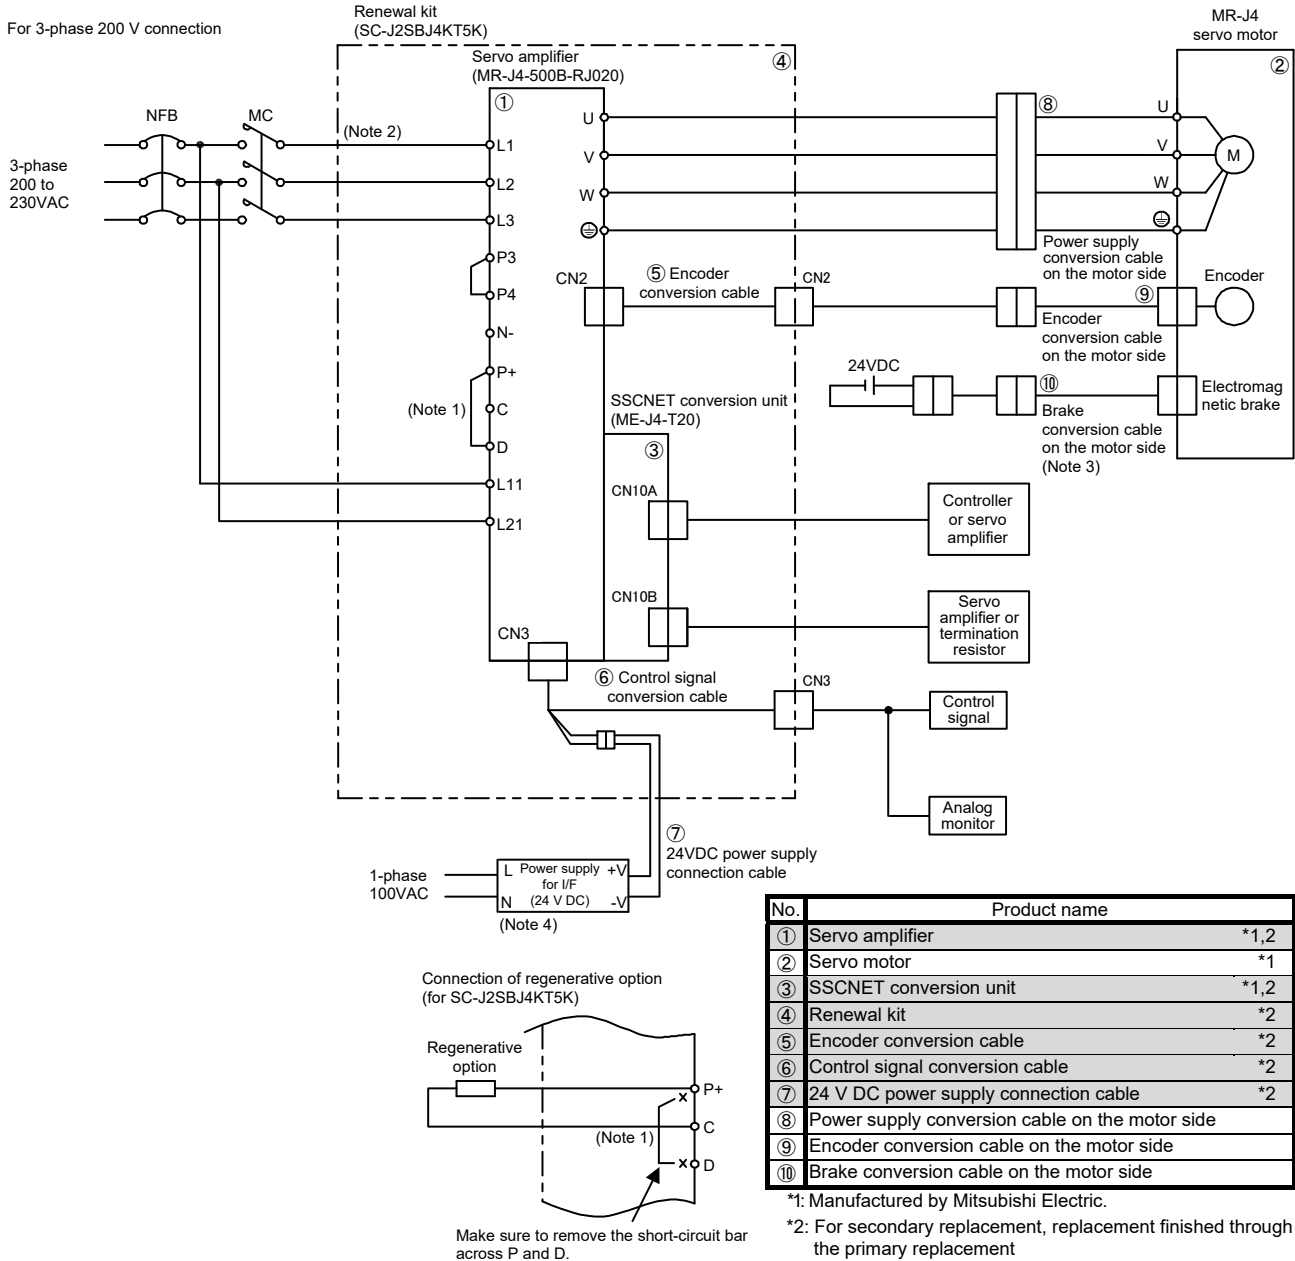 For 3-phase 200 V connection
Renewal kit
(SC-J2SBJ4KT5K)
④
Servo amplifier
(MR-J4-500B-RJ020)
①
MR-J4
servo motor
②
NFB
MC
(Note 2)
3-phase
200 to
230VAC
L1
L2
L3
P3
P4
N-
P+
(Note 1)
C
D
L11
L21
U
V
W
⑧
U
V
W
M
Power supply
conversion cable
on the motor side
CN2
⑤ Encoder
conversion cable
CN2
⑨
Encoder
Encoder
conversion cable
on the motor side
24VDC
⑩
Electromag
netic brake
Brake
conversion cable
on the motor side
(Note 3)
SSCNET conversion unit
(ME-J4-T20)
③
CN10A
Controller
or servo
amplifier
CN10B
Servo
amplifier or
termination
resistor
CN3
⑥ Control signal
conversion cable
CN3
Control
signal
Analog
monitor
⑦
24VDC power supply
connection cable
1-phase
100VAC
L Power supply +V
for I/F
N (24 V DC) -V
(Note 4)
Connection of regenerative option
(for SC-J2SBJ4KT5K)
Regenerative
option
P+
C
(Note 1)
D
Make sure to remove the short-circuit bar
across P and D.
No. Product name
① Servo amplifier *1,2
② Servo motor *1
③ SSCNET conversion unit *1,2
④ Renewal kit *2
⑤ Encoder conversion cable *2
⑥ Control signal conversion cable *2
⑦ 24 V DC power supply connection cable *2
⑧ Power supply conversion cable on the motor side
⑨ Encoder conversion cable on the motor side
⑩ Brake conversion cable on the motor side
*1: Manufactured by Mitsubishi Electric.
*2: For secondary replacement, replacement finished through
the primary replacement